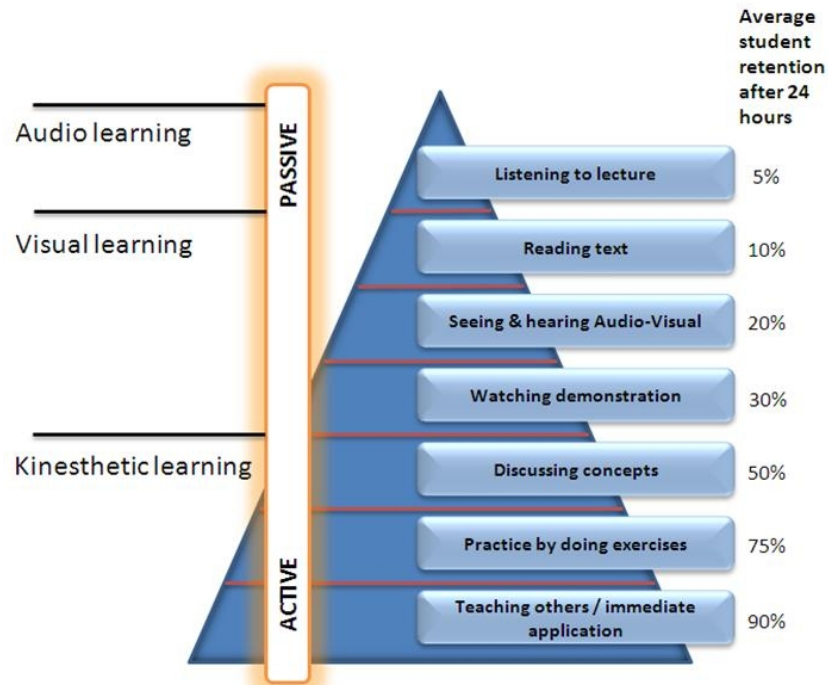 Average
student
retention
after 24
hours
Audio learning
Visual learning
Kinesthetic learning
PASSIVE
ACTIVE
Listening to lecture
5%
Reading text
10%
Seeing & hearing Audio-Visual
20%
Watching demonstration
30%
Discussing concepts
50%
Practice by doing exercises
75%
Teaching others / immediate
application
90%